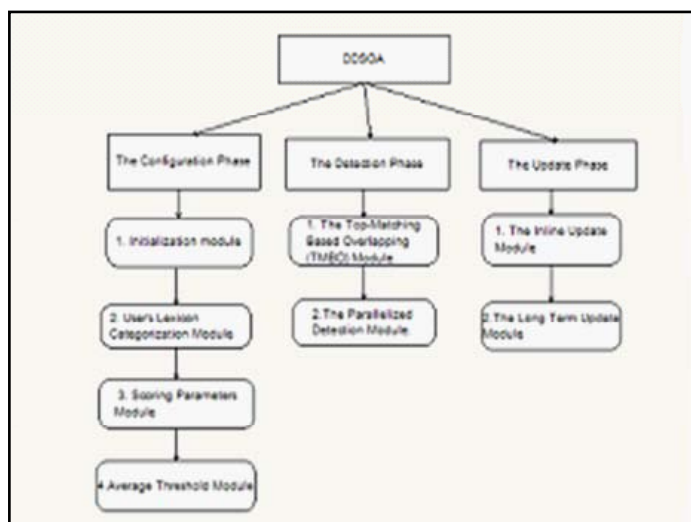 DDSGA
The Configuration Phase
The Detection Phase
The Update Phase
1. Initialization module
1. The Top-Matching
Based Overlapping
(TMBO) Module
1. The Inline Update
Module
2. User's Lexicon
Categorization Module
2.The Parallelized
Detection Module.
2.The Long Term Update
Module
3. Scoring Parameters
Module
4.Average Threshold Module